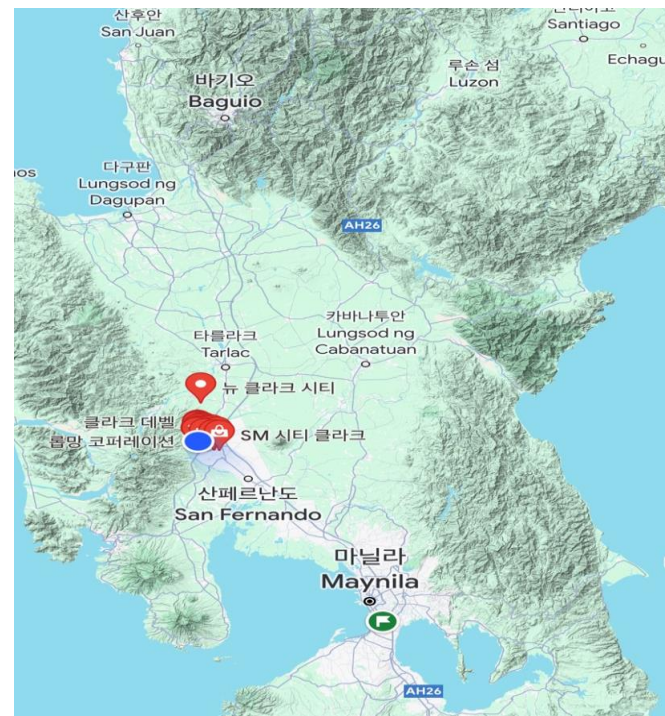 산후안
San Juan
Santiago
Echagu
바기오
Baguio
루손 섬
Luzon
nos
다구판
Lungsod ng
Dagupan
AH26
카바나투안
Lungsod ng
Cabanatuan
타를라크
Tarlac
뉴 클라크 시티
클라크 데벨
롭망 코퍼레이션
SM 시티 클라크
산페르난도
San Fernando
마닐라
Maynila
AH26